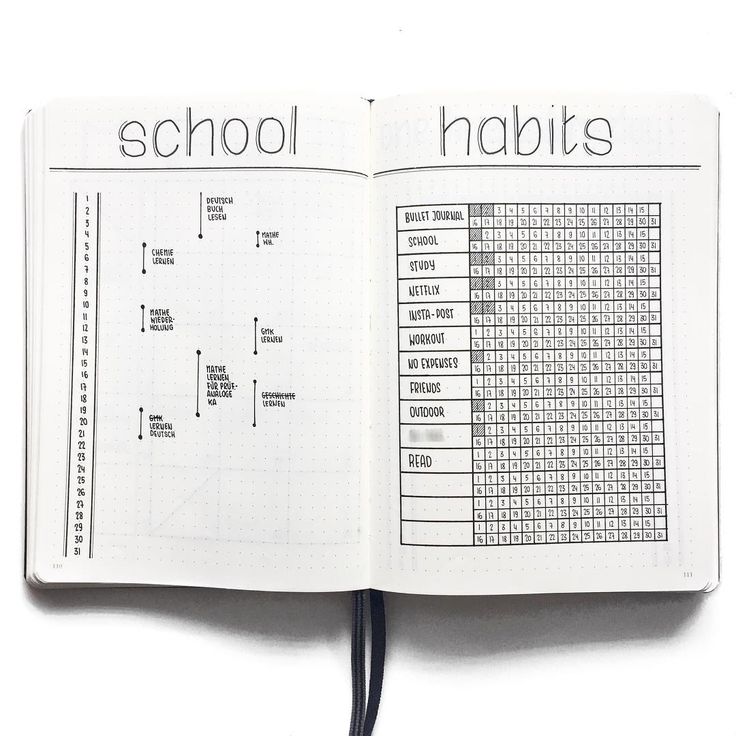 school
habits
1
2
3
4
5
6
7
8
9
10
11
12
13
14
15
16
17
18
19
20
21
22
23
24
25
26
27
28
29
30
31
DEUTSCH
BUCH
LESEN
MATHE
WH.
CHEMIE
LERNEN
MATHE
WIEDER-
HOLUNG
GMK
LERNEN
MATHE
LERNEN
FÜR PRÜF-
ANALOGE
KA
GESCHICHTE
LERNEN
GMK
LERNEN
DEUTSCH
110
BULLET JOURNAL
3 4 5 6 7 8 9 10 11 12 13 14 15
16 17 18 19 20 21 22 23 24 25 26 27 28 29 30 31
SCHOOL
2 3 4 5 6 7 8 9 10 11 12 13 14 15
16 17 18 19 20 21 22 23 24 25 26 27 28 29 30 31
STUDY
3 4 5 6 7 8 9 10 11 12 13 14 15
16 17 18 19 20 21 22 23 24 25 26 27 28 29 30 31
NETFLIX
3 4 5 6 7 8 9 10 11 12 13 14 15
16 17 18 19 20 21 22 23 24 25 26 27 28 29 30 31
INSTA-POST
3 4 5 6 7 8 9 10 11 12 13 14 15
16 17 18 19 20 21 22 23 24 25 26 27 28 29 30 31
WORKOUT
1 2 3 4 5 6 7 8 9 10 11 12 13 14 15
16 17 18 19 20 21 22 23 24 25 26 27 28 29 30 31
NO EXPENSES
2 3 4 5 6 7 8 9 10 11 12 13 14 15
16 17 18 19 20 21 22 23 24 25 26 27 28 29 30 31
FRIENDS
1 2 3 4 5 6 7 8 9 10 11 12 13 14 15
16 17 18 19 20 21 22 23 24 25 26 27 28 29 30 31
OUTDOOR
2 3 4 5 6 7 8 9 10 11 12 13 14 15
16 17 18 19 20 21 22 23 24 25 26 27 28 29 30 31
2 3 4 5 6 7 8 9 10 11 12 13 14 15
16 17 18 19 20 21 22 23 24 25 26 27 28 29 30 31
READ
1 2 3 4 5 6 7 8 9 10 11 12 13 14 15
16 17 18 19 20 21 22 23 24 25 26 27 28 29 30 31
1 2 3 4 5 6 7 8 9 10 11 12 13 14 15
16 17 18 19 20 21 22 23 24 25 26 27 28 29 30 31
1 2 3 4 5 6 7 8 9 10 11 12 13 14 15
16 17 18 19 20 21 22 23 24 25 26 27 28 29 30 31
111